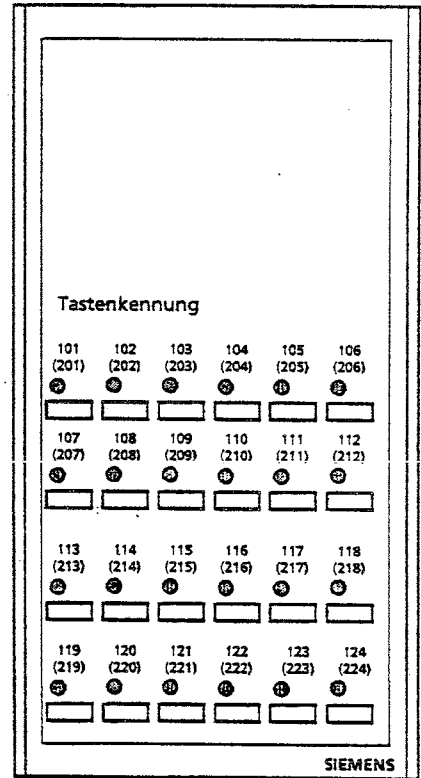 Tastenkennung
101 102 103 104 105 106
(201) (202) (203) (204) (205) (206)
107 108 109 110 111 112
(207) (208) (209) (210) (211) (212)
113 114 115 116 117 118
(213) (214) (215) (216) (217) (218)
119 120 121 122 123 124
(219) (220) (221) (222) (223) (224)
SIEMENS